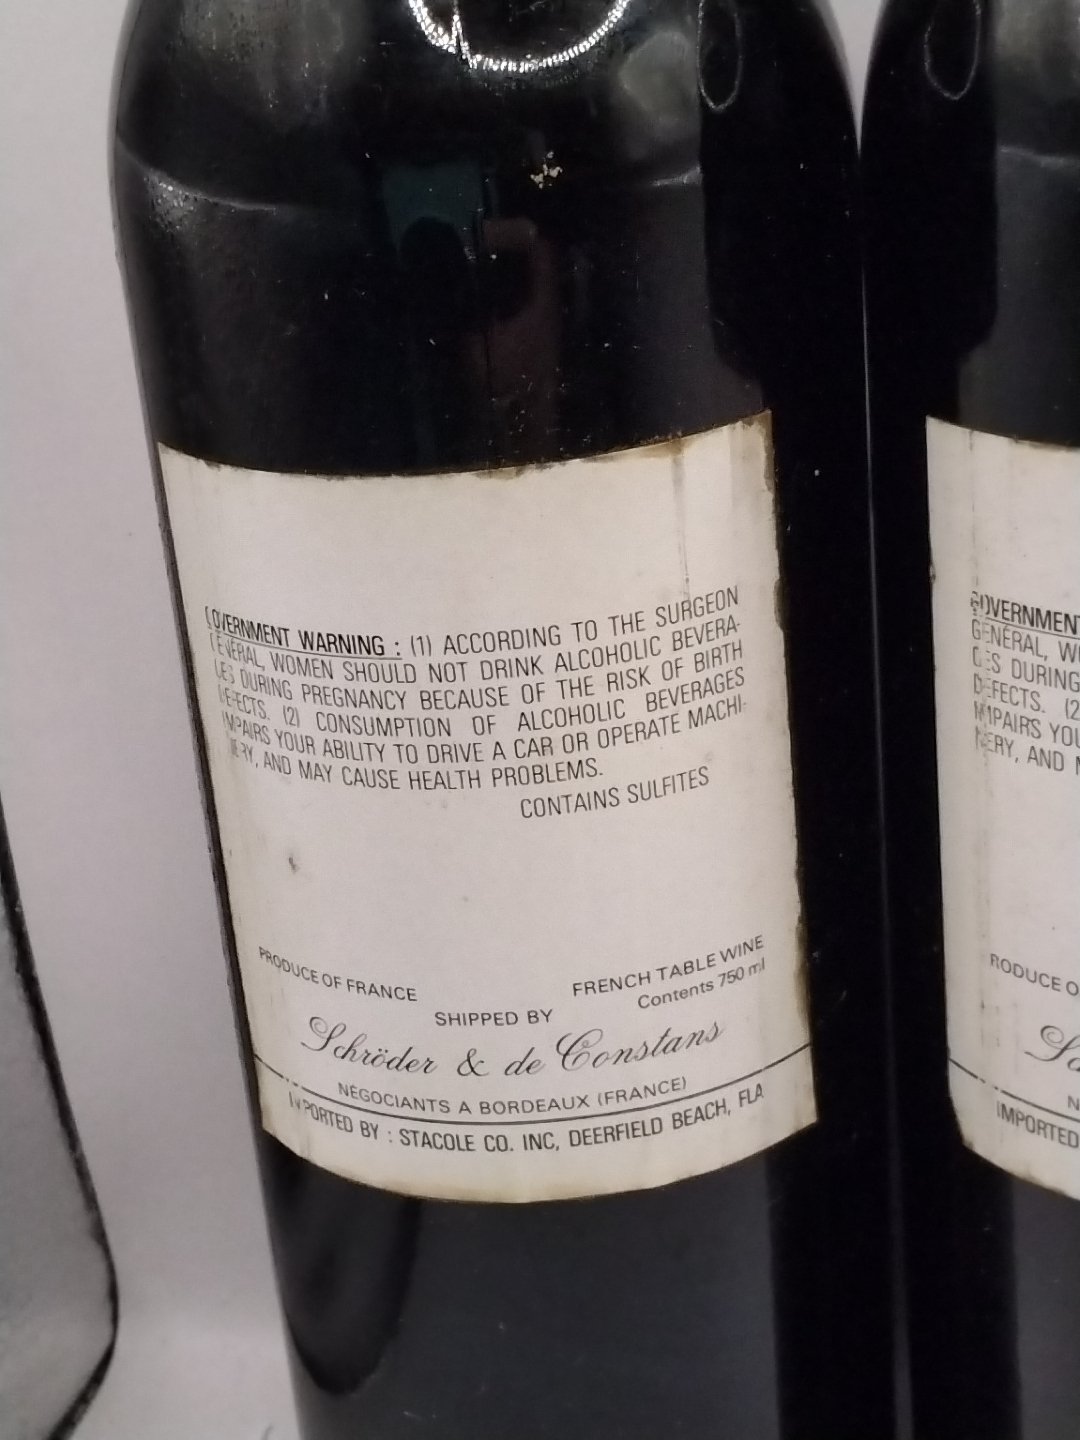 GOVERNMENT WARNING : (1) ACCORDING TO THE SURGEON
GENERAL, WOMEN SHOULD NOT DRINK ALCOHOLIC BEVERA-
GES DURING PREGNANCY BECAUSE OF THE RISK OF BIRTH
DEFECTS. (2) CONSUMPTION OF ALCOHOLIC BEVERAGES
IMPAIRS YOUR ABILITY TO DRIVE A CAR OR OPERATE MACHI-
NERY, AND MAY CAUSE HEALTH PROBLEMS.
CONTAINS SULFITES
PRODUCE OF FRANCE
FRENCH TABLE WINE
Contents 750 ml
SHIPPED BY
Schröder & de Constans
NÉGOCIANTS A BORDEAUX (FRANCE)
IMPORTED BY : STACOLE CO. INC, DEERFIELD BEACH, FLA
GOVERNMENT
GENERAL, W
GES DURING
DEFECTS. (2
IMPAIRS YOU
NERY, AND
RODUCE O
N
IMPORTED